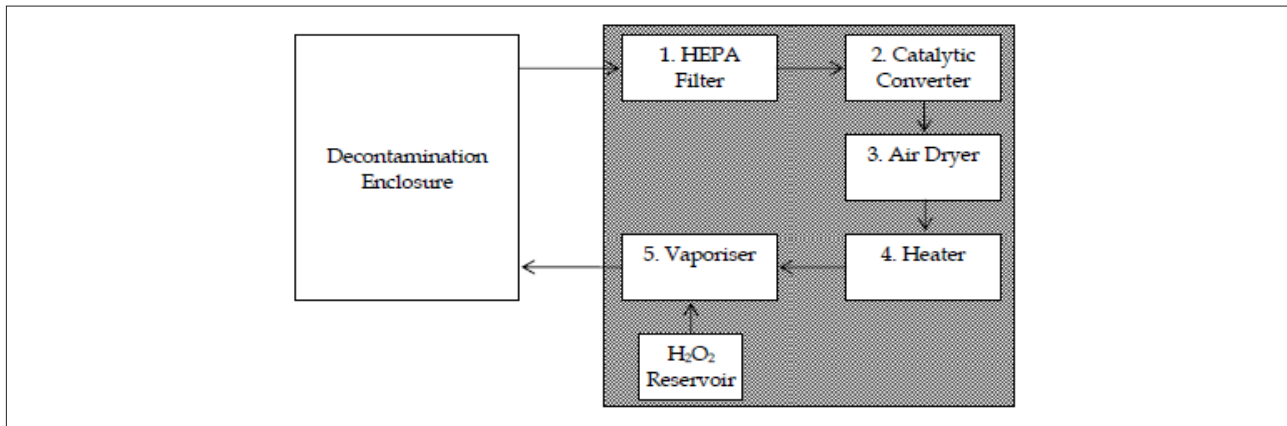 Decontamination
Enclosure
1. HEPA
Filter
2. Catalytic
Converter
3. Air Dryer
4. Heater
5. Vaporiser
H₂O₂
Reservoir